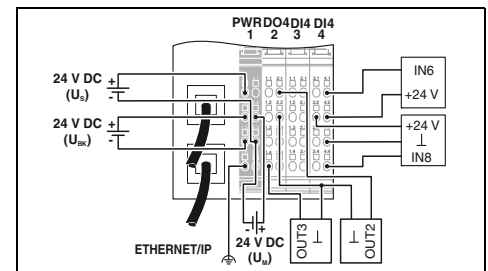 PWR DO4 DI4 DI4
1 2 3 4
24 V DC
(US)
+
-
24 V DC
(UBK)
+
-
IN6
+24 V
+24 V
⊥
IN8
- +
24 V DC
(UM)
ETHERNET/IP
OUT3
⊥
⊥
OUT2